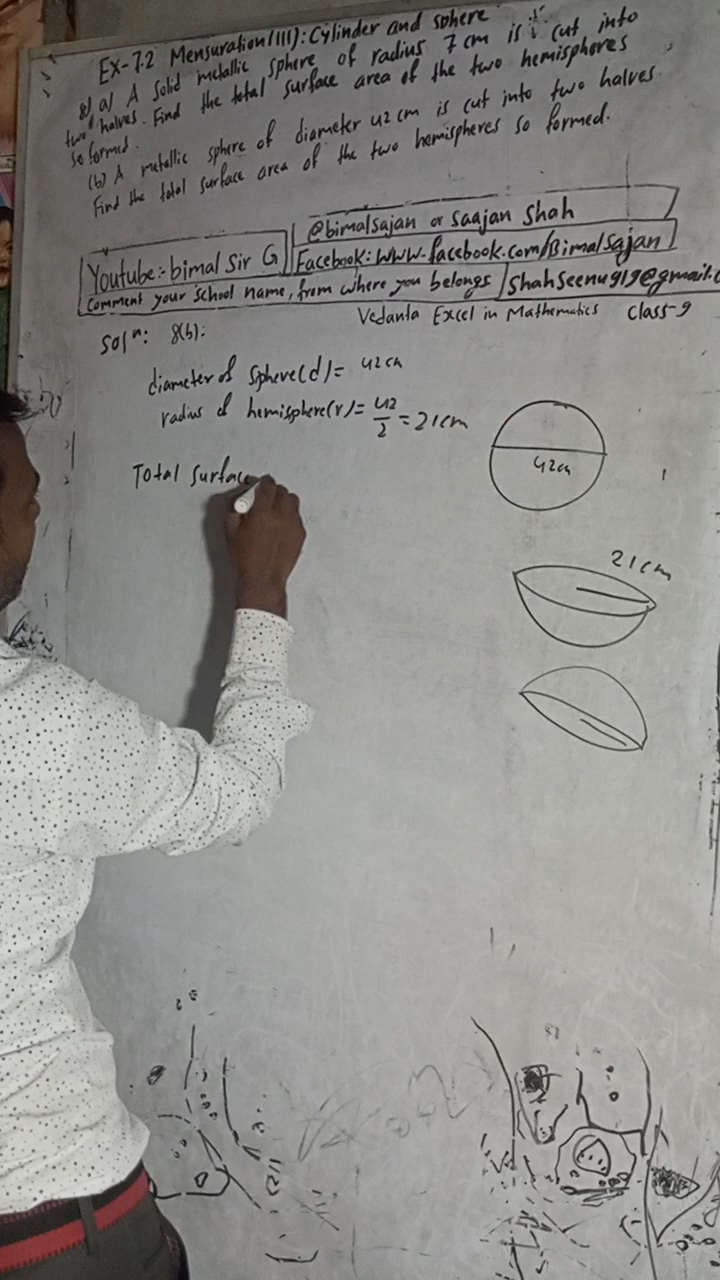 EX-7.2 Mensuration(III): Cylinder and sphere
8) a) A solid metallic sphere of radius 7 cm is cut into
two halves. Find the total surface area of the two hemispheres
so formed.
(b) A metallic sphere of diameter 42 cm is cut into two halves.
Find the total surface area of the two hemispheres so formed.
@bimalsajan or Saajan Shah
Youtube:- bimal sir G
Facebook: www.facebook.com/Bimalsajan
Comment your school name, from where you belongs
Shahseenu919@gmail.c
Vedanta Excel in Mathematics Class-9
Solⁿ: 8(b):
diameter of sphere(d) = 42cm
radius of hemisphere(r) = 42/2 = 21cm
Total surface
42cm
21cm